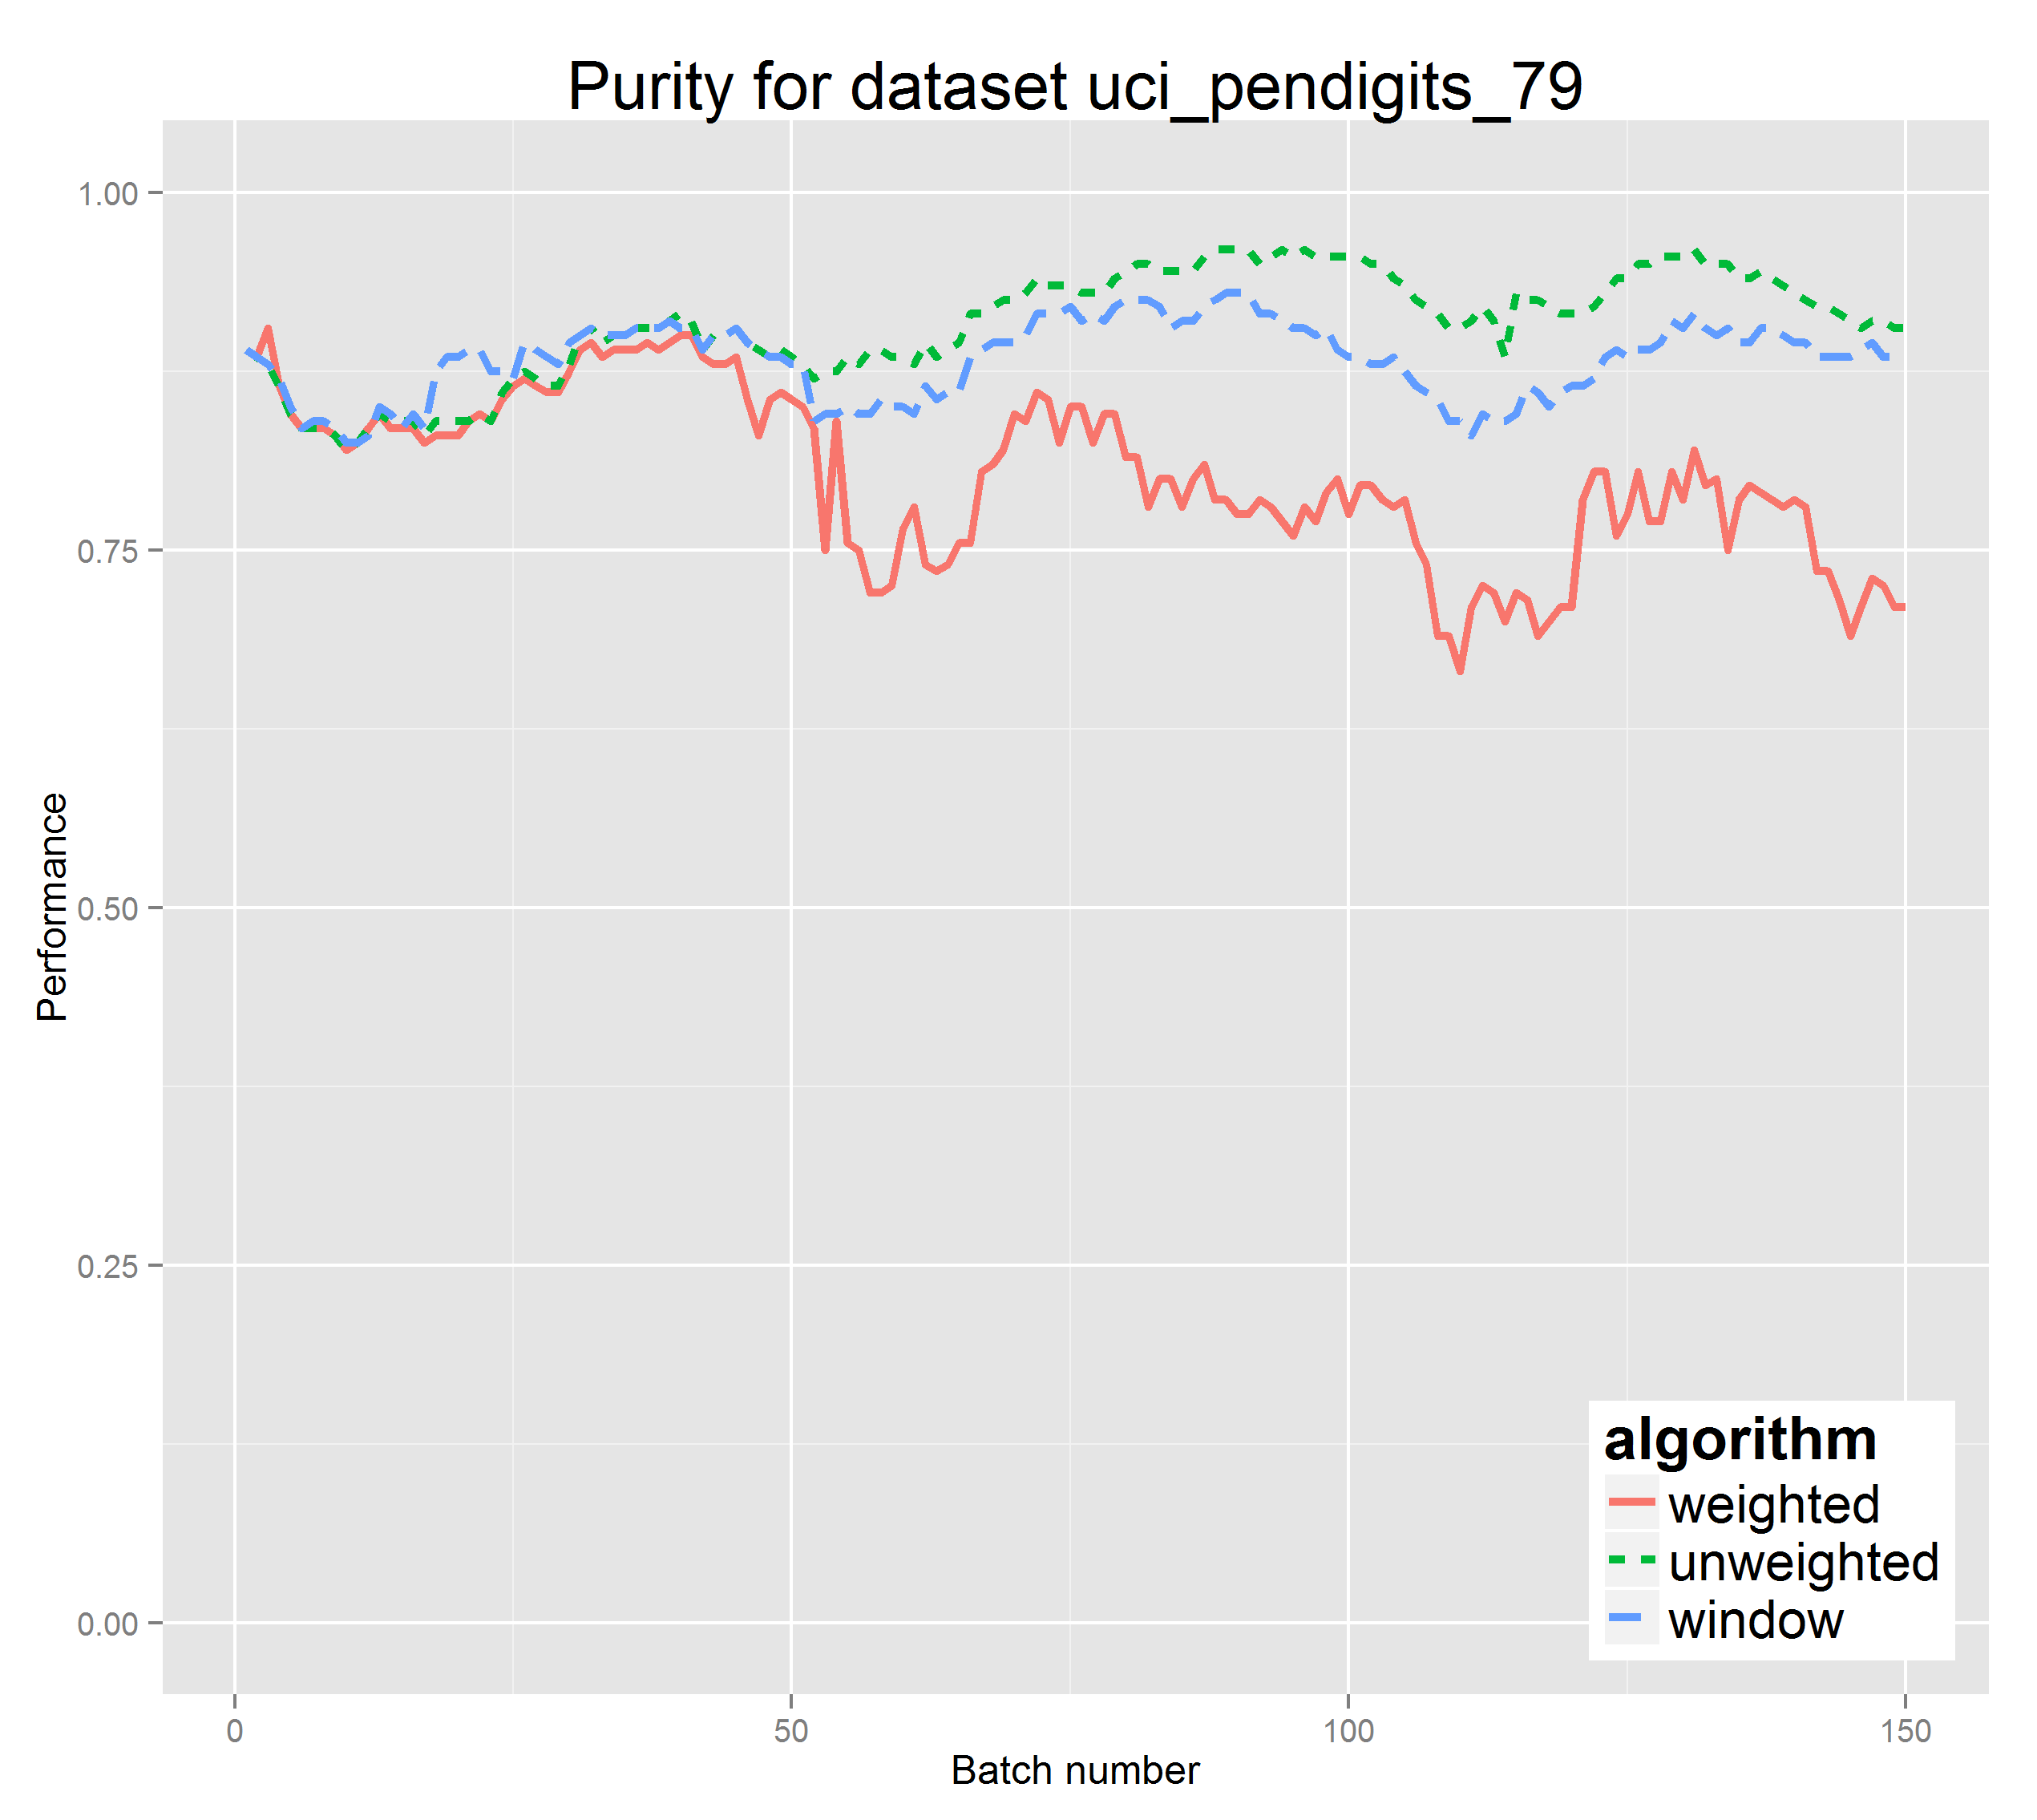 Purity for dataset uci_pendigits_79
1.00
0.75
0.50
0.25
0.00
Performance
0
50
100
150
Batch number
algorithm
weighted
unweighted
window